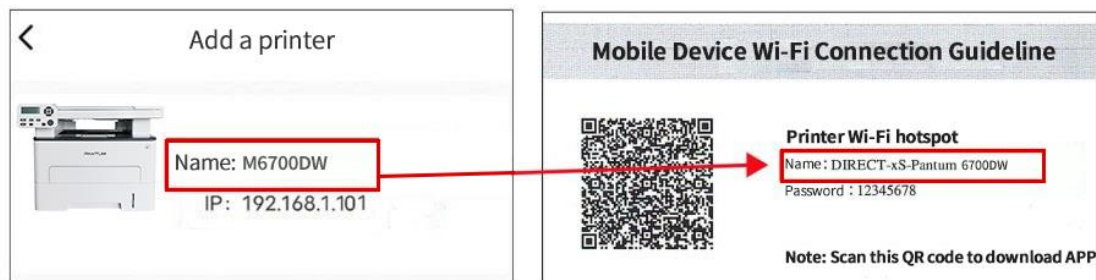 Add a printer
Name: M6700DW
IP: 192.168.1.101
Mobile Device Wi-Fi Connection Guideline
Printer Wi-Fi hotspot
Name: DIRECT-xS-Pantum 6700DW
Password : 12345678
Note: Scan this QR code to download APP